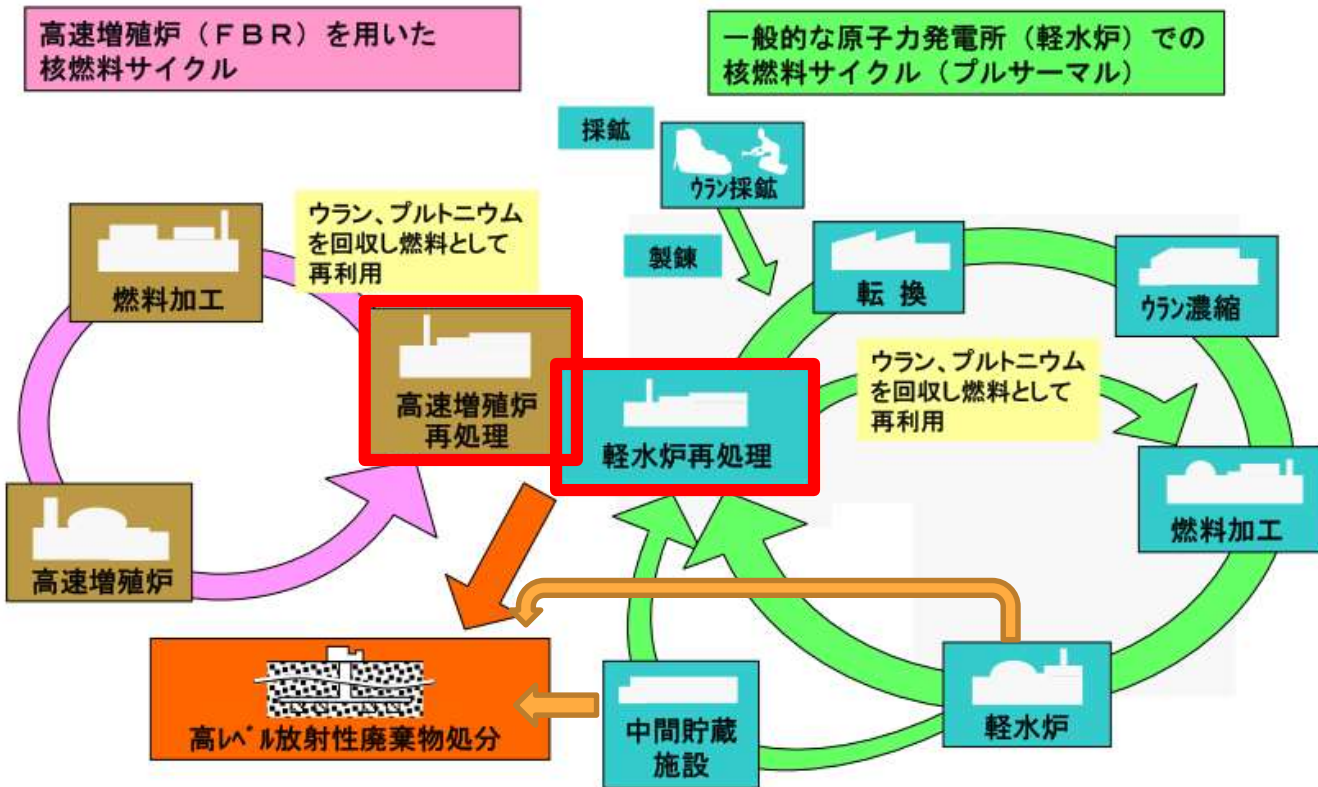 高速増殖炉（ＦＢＲ）を用いた
核燃料サイクル
一般的な原子力発電所（軽水炉）での
核燃料サイクル（プルサーマル）
採鉱
ｳﾗﾝ採鉱
製錬
転 換
ｳﾗﾝ濃縮
燃料加工
ウラン、プルトニウム
を回収し燃料として
再利用
高速増殖炉
再処理
軽水炉再処理
ウラン、プルトニウム
を回収し燃料として
再利用
燃料加工
高速増殖炉
高ﾚﾍﾞﾙ放射性廃棄物処分
中間貯蔵
施設
軽水炉